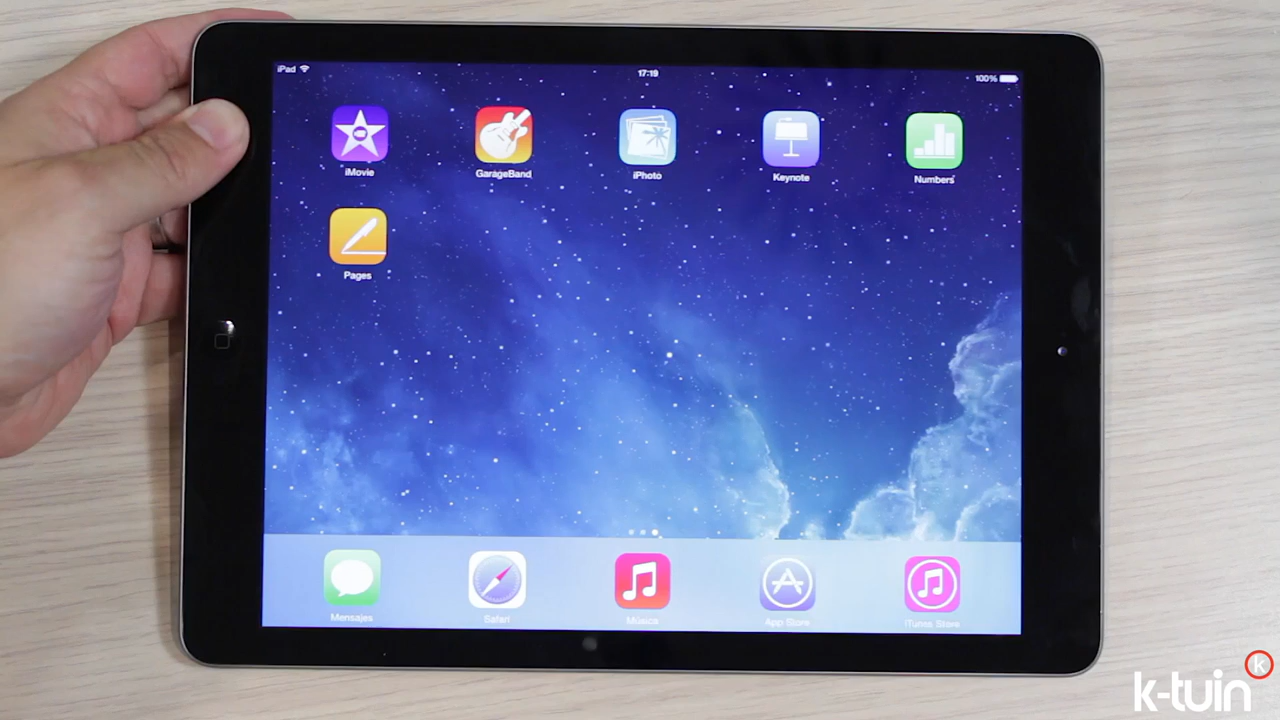 iPad 17:19 100%
iMovie GarageBand iPhoto Keynote Numbers
Pages
Mensajes Safari Música App Store iTunes Store
k-tuin k